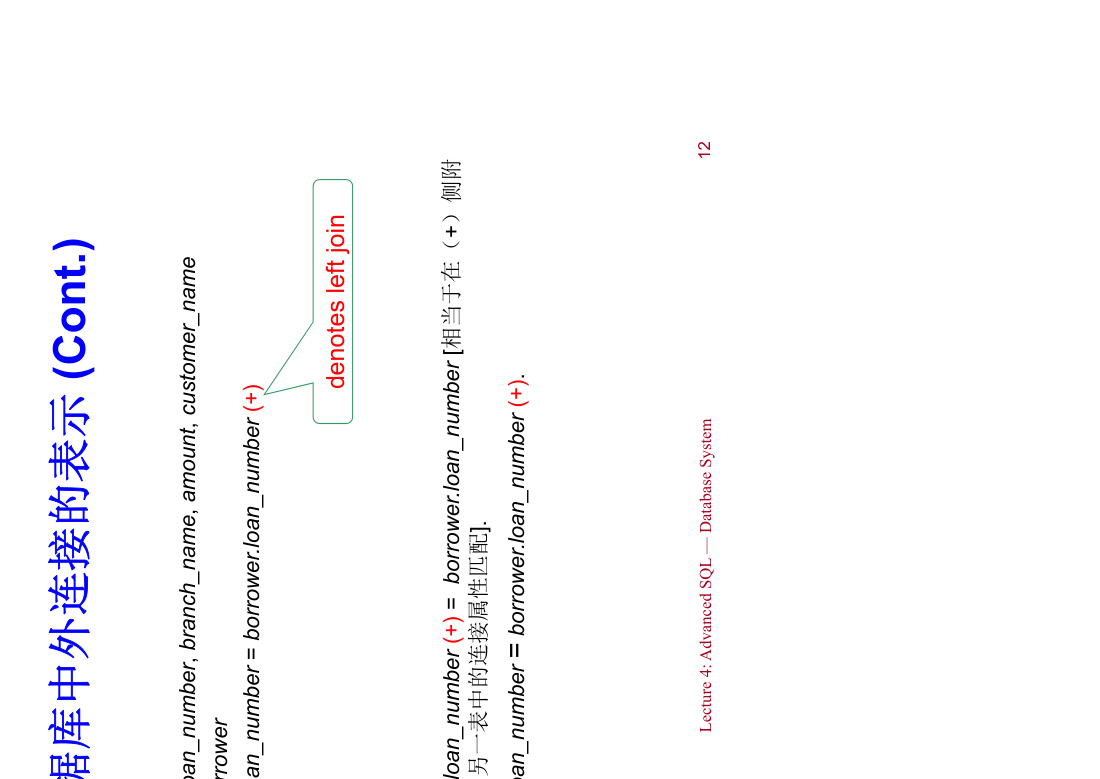 据库中外连接的表示 (Cont.)
oan_number, branch_name, amount, customer_name
rrower
an_number = borrower.loan_number (+)
denotes left join
loan_number (+) = borrower.loan_number [相当于在（+）侧附
另一表中的连接属性匹配].
an_number = borrower.loan_number (+).
Lecture 4: Advanced SQL — Database System
12